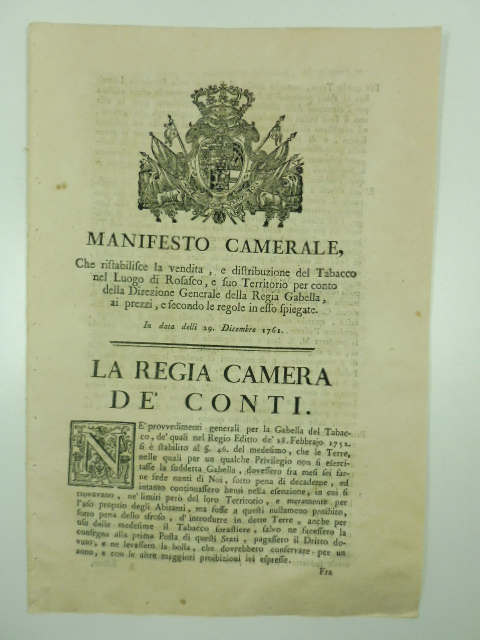 MANIFESTO CAMERALE,
Che riſtabiliſce la vendita, e diſtribuzione del Tabacco
nel Luogo di Roſaſco, e ſuo Territorio per conto
della Direzione Generale della Regia Gabella,
ai prezzi, e ſecondo le regole in eſſo ſpiegate.
In data delli 29. Dicembre 1761.
LA REGIA CAMERA
DE' CONTI.
NE' provvedimenti generali per la Gabella del Tabac-
co, de' quali nel Regio Editto de' 28. Febbrajo 1752.
ſi è ſtabilito al §. 46. del medeſimo, che le Terre,
nelle quali per un qualche Privilegio non ſi eſerci-
taſſe la ſuddetta Gabella, doveſſero fra meſi ſei far-
ne fede nanti di Noi, ſotto pena di decadenza, ed
intanto continuaſſero bensì nella eſenzione, in cui ſi
trovavano, ne' limiti però del loro Territorio, e meramente per
l'uſo proprio degli Abitanti, ma foſſe a queſti nullameno proibito,
ſotto pena dello sfroſo, d'introdurre in dette Terre, anche per
uſo delle medeſime il Tabacco foraſtiere, ſalvo ne faceſſero la
conſegna alla prima Poſta di queſti Stati, pagaſſero il Dritto do-
vuto, e ne levaſſero la bolla, che dovrebbero conſervare per un
anno, e con le altre maggiori proibizioni ivi eſpreſſe.
Fra